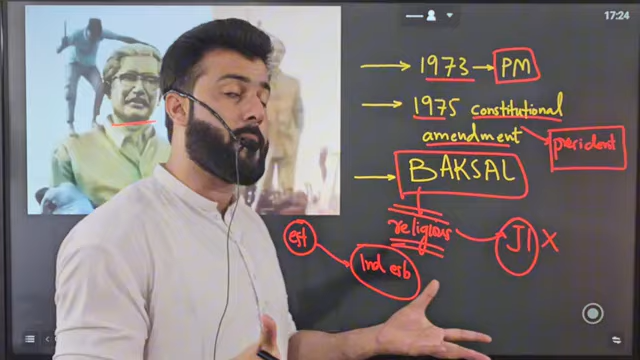 17:24
1973 → PM
1975 constitutional
amendment
president
BAKSAL
religious
JI X
est
Ind esb